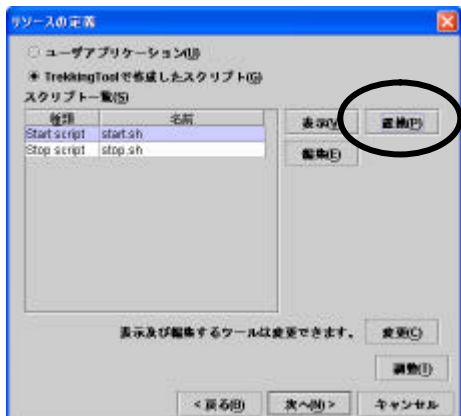 リソースの定義
ユーザアプリケーション(U)
TrekkingToolで作成したスクリプト(G)
スクリプト一覧(S)
種類 名前
Start script start.sh
Stop script stop.sh
表示(V) 置換(P)
編集(E)
表示及び編集するツールは変更できます。 変更(C)
調整(T)
< 戻る(B) 次へ(N) > キャンセル